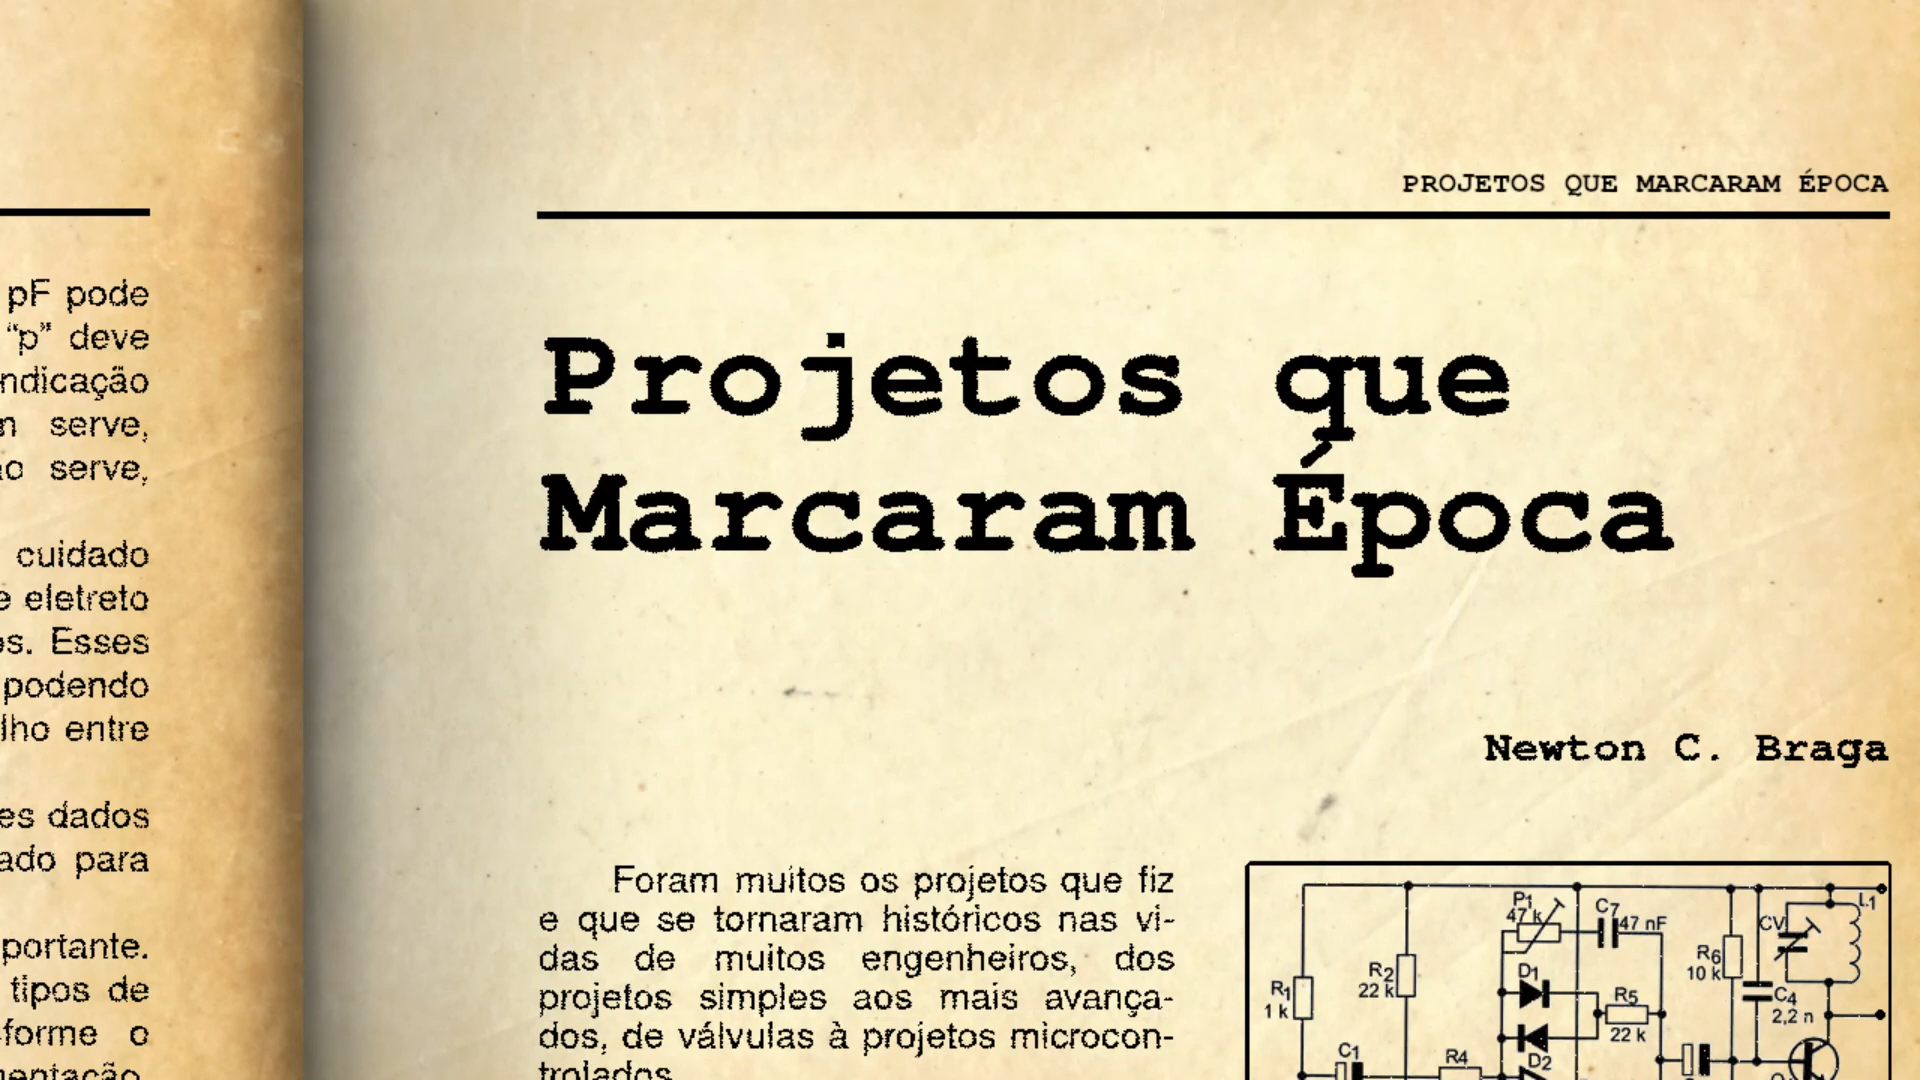 pF pode
“p” deve
ndicação
serve,
serve,
cuidado
e eletreto
os. Esses
podendo
lho entre
es dados
ado para
portante.
tipos de
forme o
mentação,
PROJETOS QUE MARCARAM ÉPOCA
Projetos que
Marcaram Época
Newton C. Braga
Foram muitos os projetos que fiz
e que se tornaram históricos nas vi-
das de muitos engenheiros, dos
projetos simples aos mais avança-
dos, de válvulas à projetos microcon-
trolados.
P1
47 k
C7
47 nF
L1
CV
R6
10 k
R2
22 k
D1
R1
1 k
R5
22 k
C4
2,2 n
C1
R4
D2